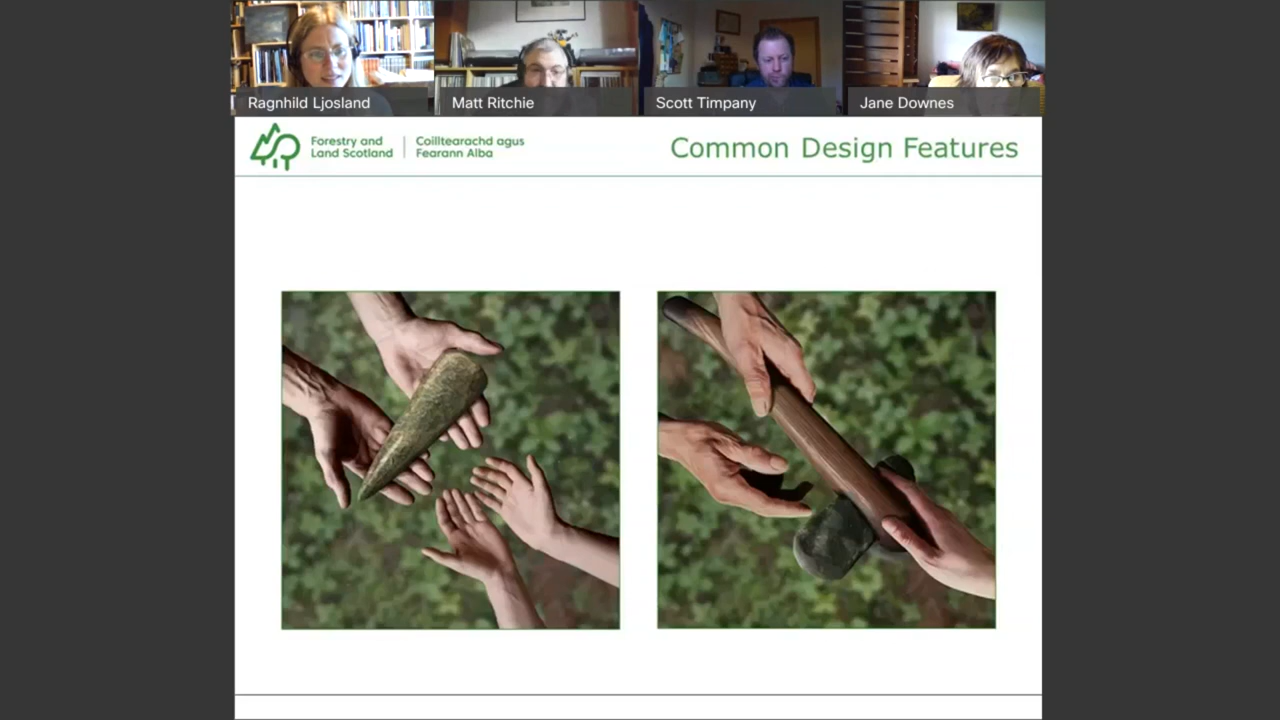 Ragnhild Ljosland
Matt Ritchie
Scott Timpany
Jane Downes
Forestry and
Land Scotland
Coilltearachd agus
Fearann Alba
Common Design Features